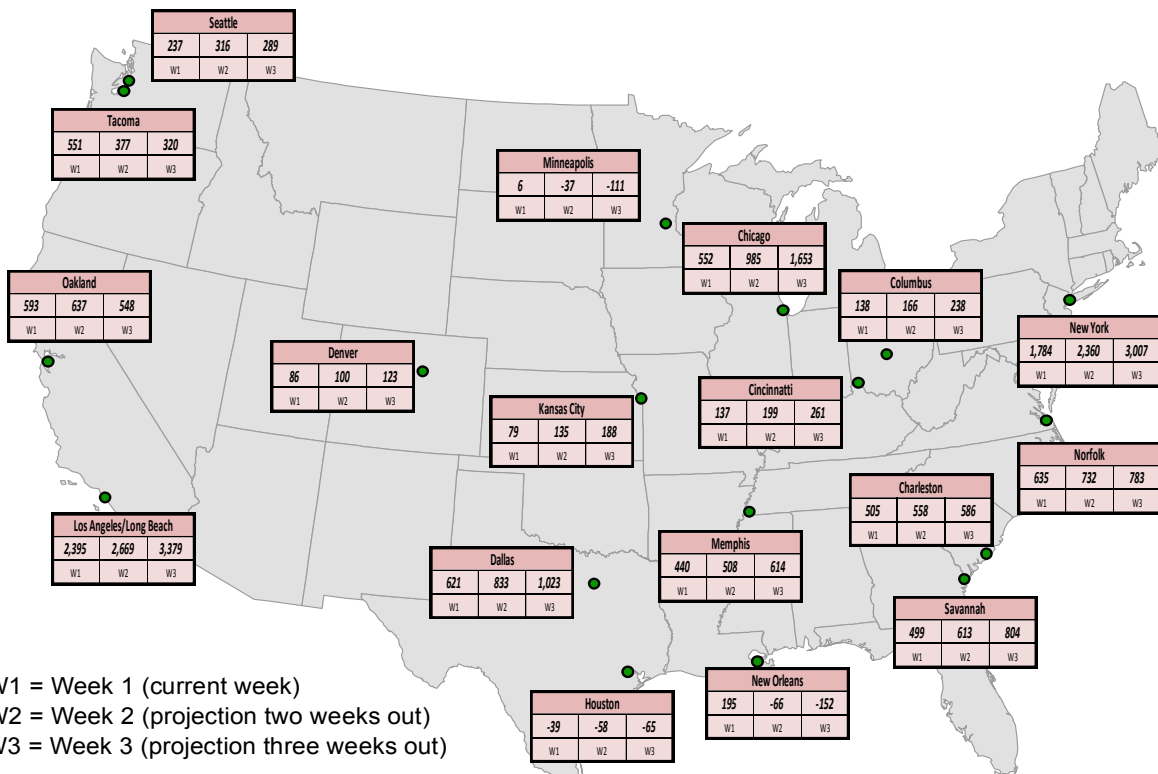 Seattle
237 316 289
W1 W2 W3
Tacoma
551 377 320
W1 W2 W3
Minneapolis
6 -37 -111
W1 W2 W3
Chicago
552 985 1,653
W1 W2 W3
Oakland
593 637 548
W1 W2 W3
Columbus
138 166 238
W1 W2 W3
New York
1,784 2,360 3,007
W1 W2 W3
Denver
86 100 123
W1 W2 W3
Cincinnatti
137 199 261
W1 W2 W3
Kansas City
79 135 188
W1 W2 W3
Norfolk
635 732 783
W1 W2 W3
Charleston
505 558 586
W1 W2 W3
Los Angeles/Long Beach
2,395 2,669 3,379
W1 W2 W3
Memphis
440 508 614
W1 W2 W3
Dallas
621 833 1,023
W1 W2 W3
Savannah
499 613 804
W1 W2 W3
New Orleans
195 -66 -152
W1 W2 W3
Houston
-39 -58 -65
W1 W2 W3
W1 = Week 1 (current week)
W2 = Week 2 (projection two weeks out)
W3 = Week 3 (projection three weeks out)